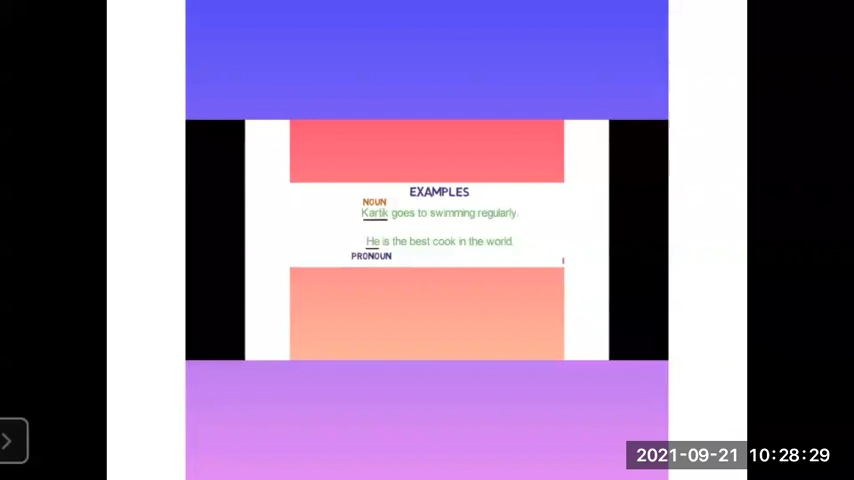 EXAMPLES
NOUN
Kartik goes to swimming regularly.
He is the best cook in the world.
PRONOUN
2021-09-21 10:28:29